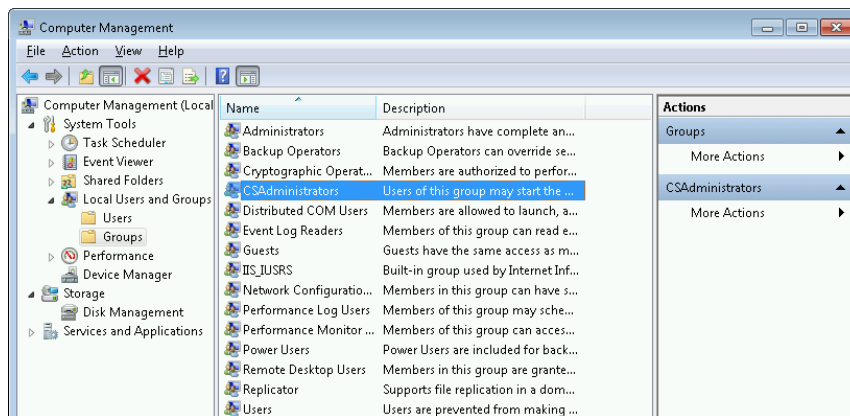 Computer Management
File Action View Help
Computer Management (Local
System Tools
Task Scheduler
Event Viewer
Shared Folders
Local Users and Groups
Users
Groups
Performance
Device Manager
Storage
Disk Management
Services and Applications
Name Description
Administrators Administrators have complete an...
Backup Operators Backup Operators can override se...
Cryptographic Operat... Members are authorized to perfor...
CSAdministrators Users of this group may start the ...
Distributed COM Users Members are allowed to launch, a...
Event Log Readers Members of this group can read e...
Guests Guests have the same access as m...
IIS_IUSRS Built-in group used by Internet Inf...
Network Configuratio... Members in this group can have s...
Performance Log Users Members of this group may sche...
Performance Monitor ... Members of this group can acces...
Power Users Power Users are included for back...
Remote Desktop Users Members in this group are grante...
Replicator Supports file replication in a dom...
Users Users are prevented from making ...
Actions
Groups
More Actions
CSAdministrators
More Actions